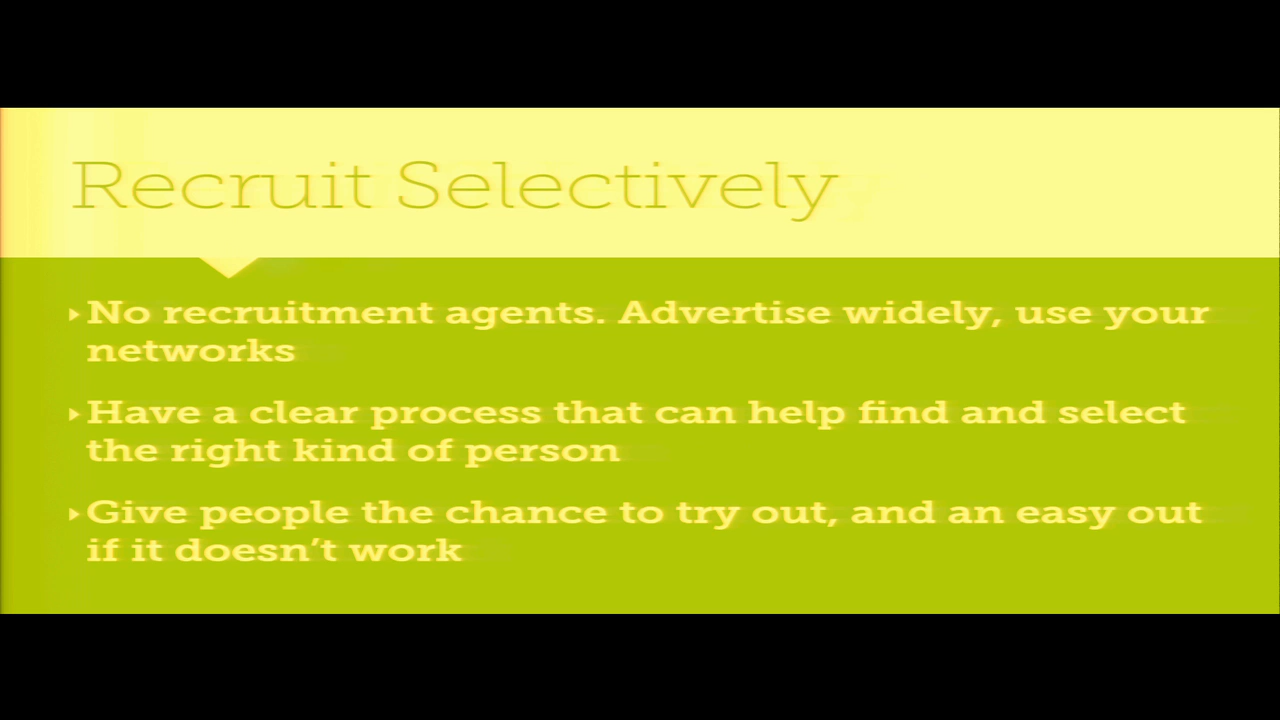 Recruit Selectively
No recruitment agents. Advertise widely, use your
networks
Have a clear process that can help find and select
the right kind of person
Give people the chance to try out, and an easy out
if it doesn’t work